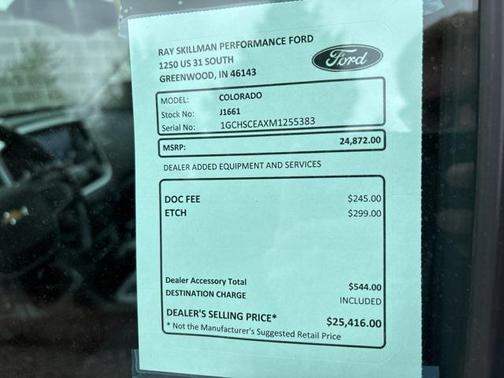 RAY SKILLMAN PERFORMANCE FORD
1250 US 31 SOUTH
GREENWOOD, IN 46143
Ford
MODEL: COLORADO
Stock No: J1661
Serial No: 1GCHSCEAXM1255383
MSRP: 24,872.00
DEALER ADDED EQUIPMENT AND SERVICES
DOC FEE $245.00
ETCH $299.00
Dealer Accessory Total $544.00
DESTINATION CHARGE INCLUDED
DEALER'S SELLING PRICE* $25,416.00
* Not the Manufacturer's Suggested Retail Price